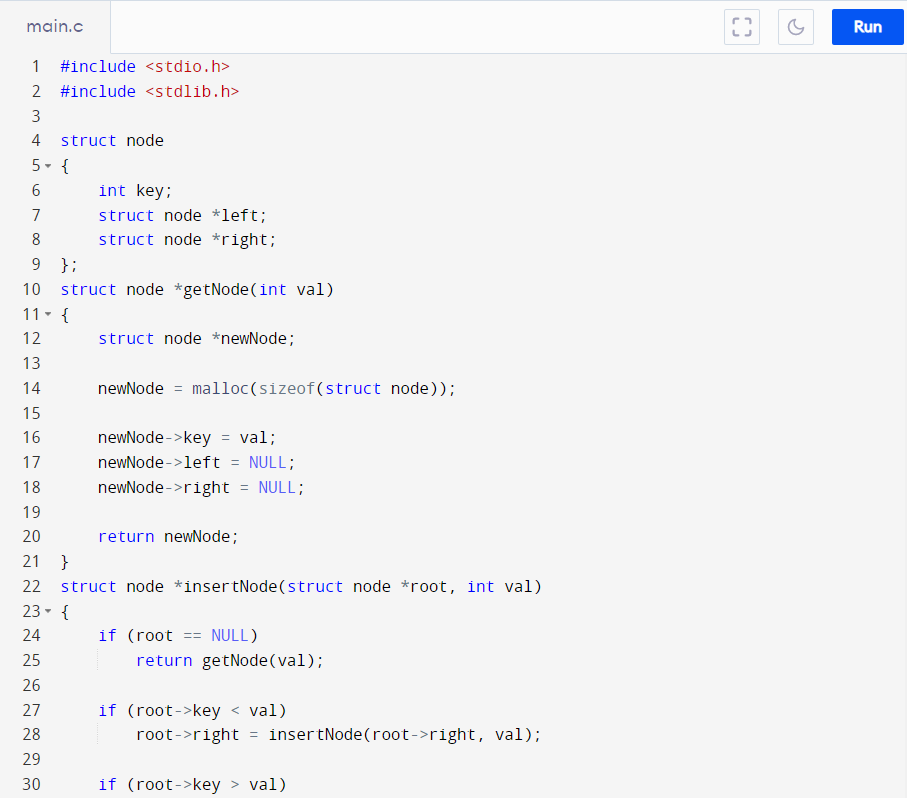 main.c
Run
1 #include <stdio.h>
2 #include <stdlib.h>
3
4 struct node
5 {
6     int key;
7     struct node *left;
8     struct node *right;
9 };
10 struct node *getNode(int val)
11 {
12     struct node *newNode;
13
14     newNode = malloc(sizeof(struct node));
15
16     newNode->key = val;
17     newNode->left = NULL;
18     newNode->right = NULL;
19
20     return newNode;
21 }
22 struct node *insertNode(struct node *root, int val)
23 {
24     if (root == NULL)
25         return getNode(val);
26
27     if (root->key < val)
28         root->right = insertNode(root->right, val);
29
30     if (root->key > val)